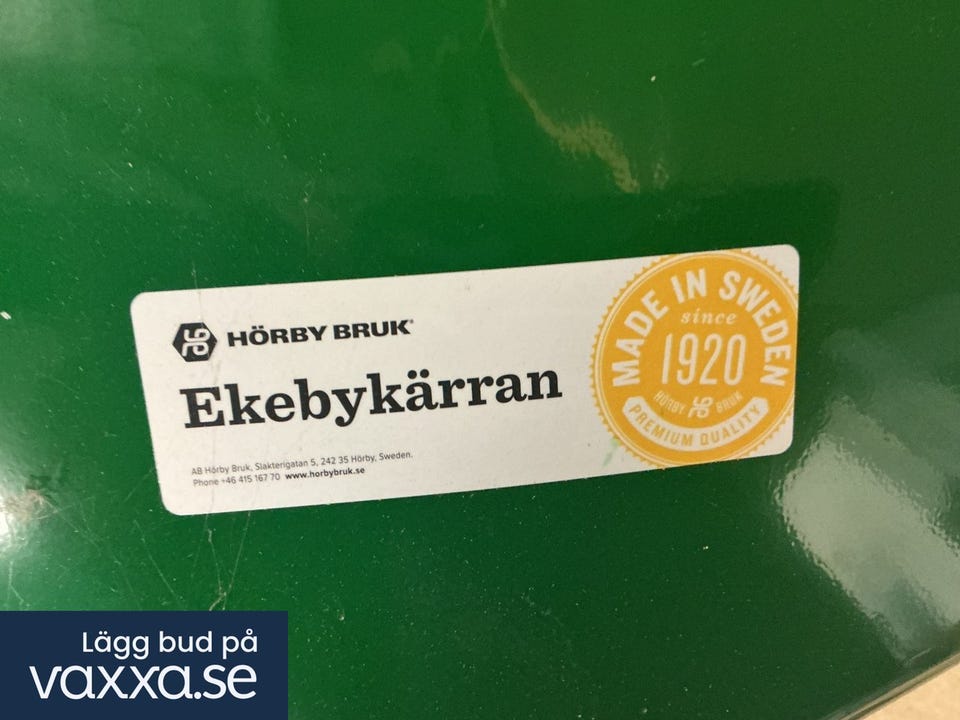 HÖRBY BRUK®
Ekebykärran
AB Hörby Bruk, Slakterigatan 5, 242 35 Hörby, Sweden.
Phone +46 415 167 70 www.horbybruk.se
MADE IN SWEDEN
since
1920
HÖRBY BRUK
PREMIUM QUALITY
Lägg bud på
vaxxa.se